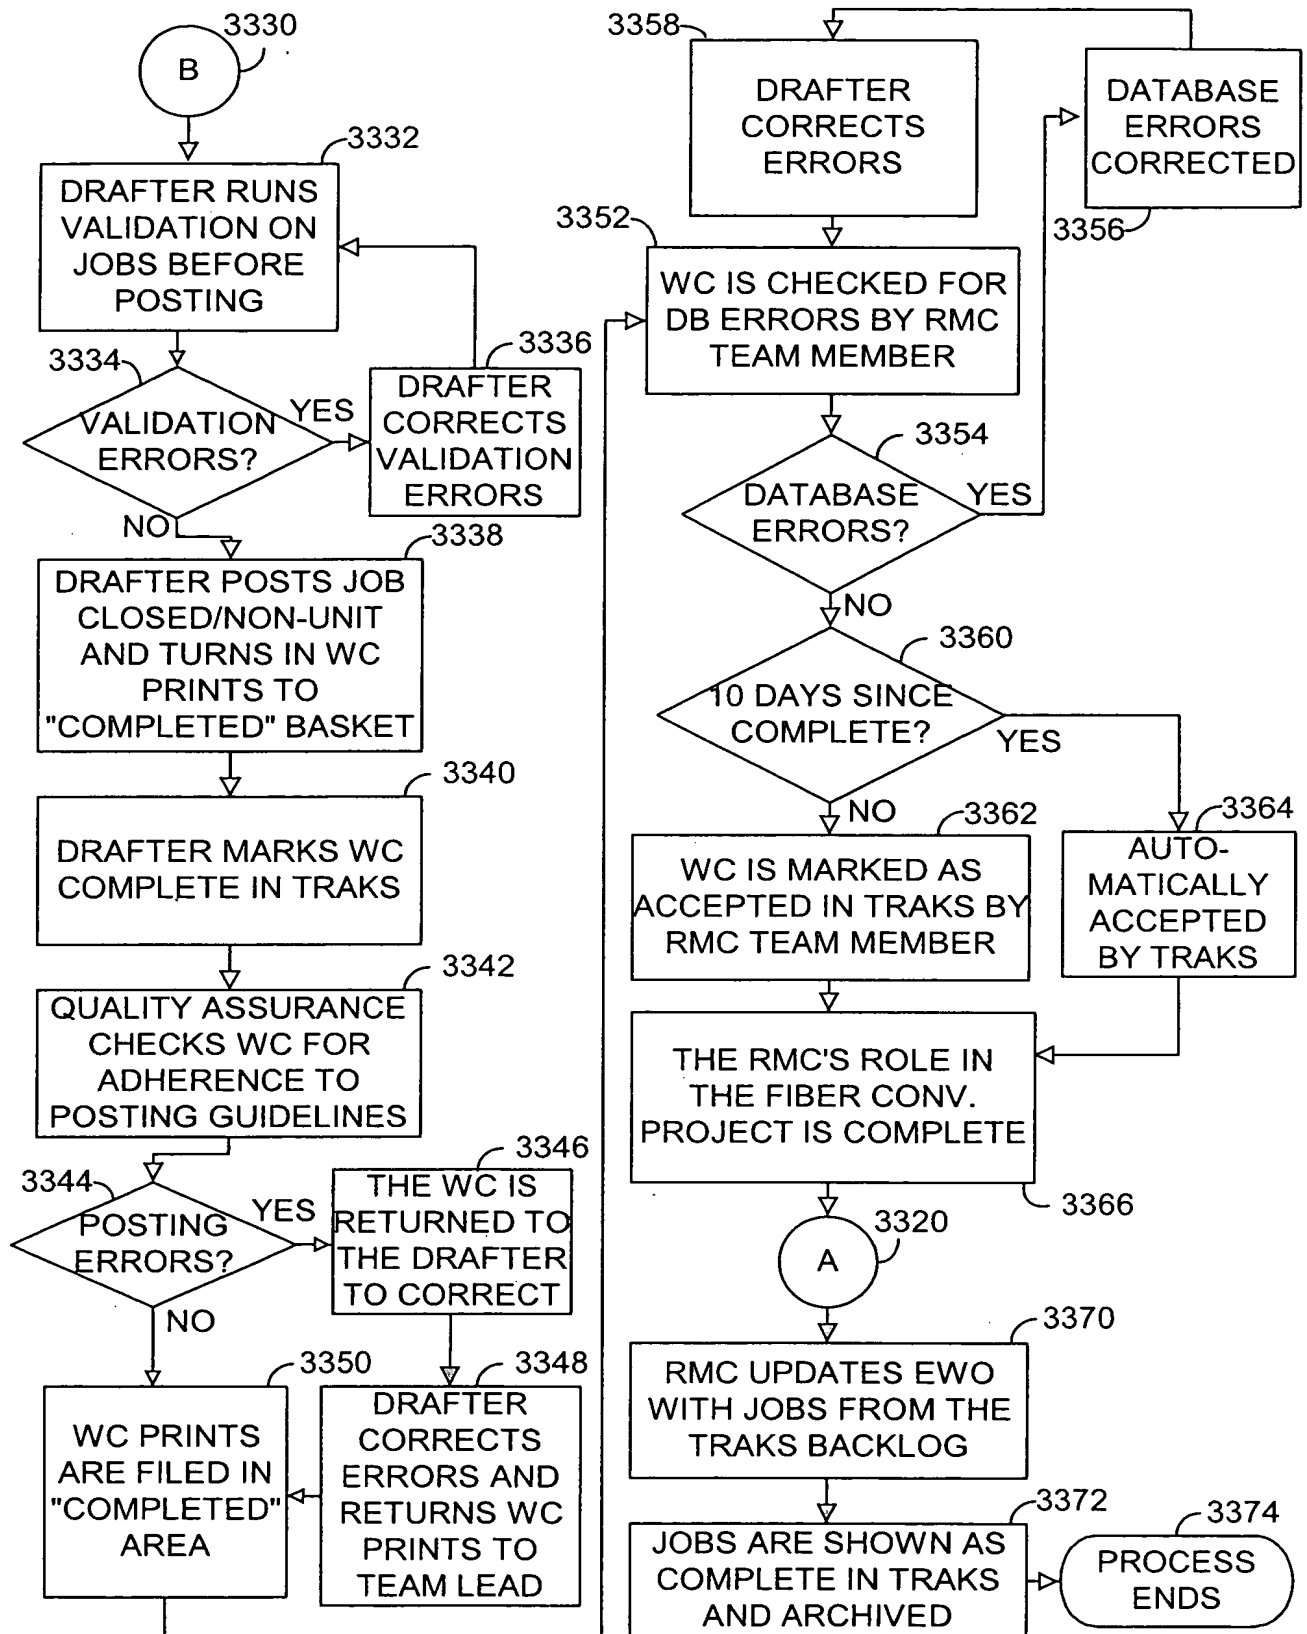 3330
B
3332
DRAFTER RUNS
VALIDATION ON
JOBS BEFORE
POSTING
3334
VALIDATION
ERRORS?
YES
NO
3336
DRAFTER
CORRECTS
VALIDATION
ERRORS
3338
DRAFTER POSTS JOB
CLOSED/NON-UNIT
AND TURNS IN WC
PRINTS TO
"COMPLETED" BASKET
3340
DRAFTER MARKS WC
COMPLETE IN TRAKS
3342
QUALITY ASSURANCE
CHECKS WC FOR
ADHERENCE TO
POSTING GUIDELINES
3344
POSTING
ERRORS?
YES
NO
3346
THE WC IS
RETURNED TO
THE DRAFTER
TO CORRECT
3348
DRAFTER
CORRECTS
ERRORS AND
RETURNS WC
PRINTS TO
TEAM LEAD
3350
WC PRINTS
ARE FILED IN
"COMPLETED"
AREA
3358
DRAFTER
CORRECTS
ERRORS
DATABASE
ERRORS
CORRECTED
3356
3352
WC IS CHECKED FOR
DB ERRORS BY RMC
TEAM MEMBER
3354
DATABASE
ERRORS?
YES
NO
3360
10 DAYS SINCE
COMPLETE?
YES
NO
3362
WC IS MARKED AS
ACCEPTED IN TRAKS BY
RMC TEAM MEMBER
3364
AUTO-
MATICALLY
ACCEPTED
BY TRAKS
THE RMC'S ROLE IN
THE FIBER CONV.
PROJECT IS COMPLETE
3366
3320
A
3370
RMC UPDATES EWO
WITH JOBS FROM THE
TRAKS BACKLOG
3372
JOBS ARE SHOWN AS
COMPLETE IN TRAKS
AND ARCHIVED
3374
PROCESS
ENDS